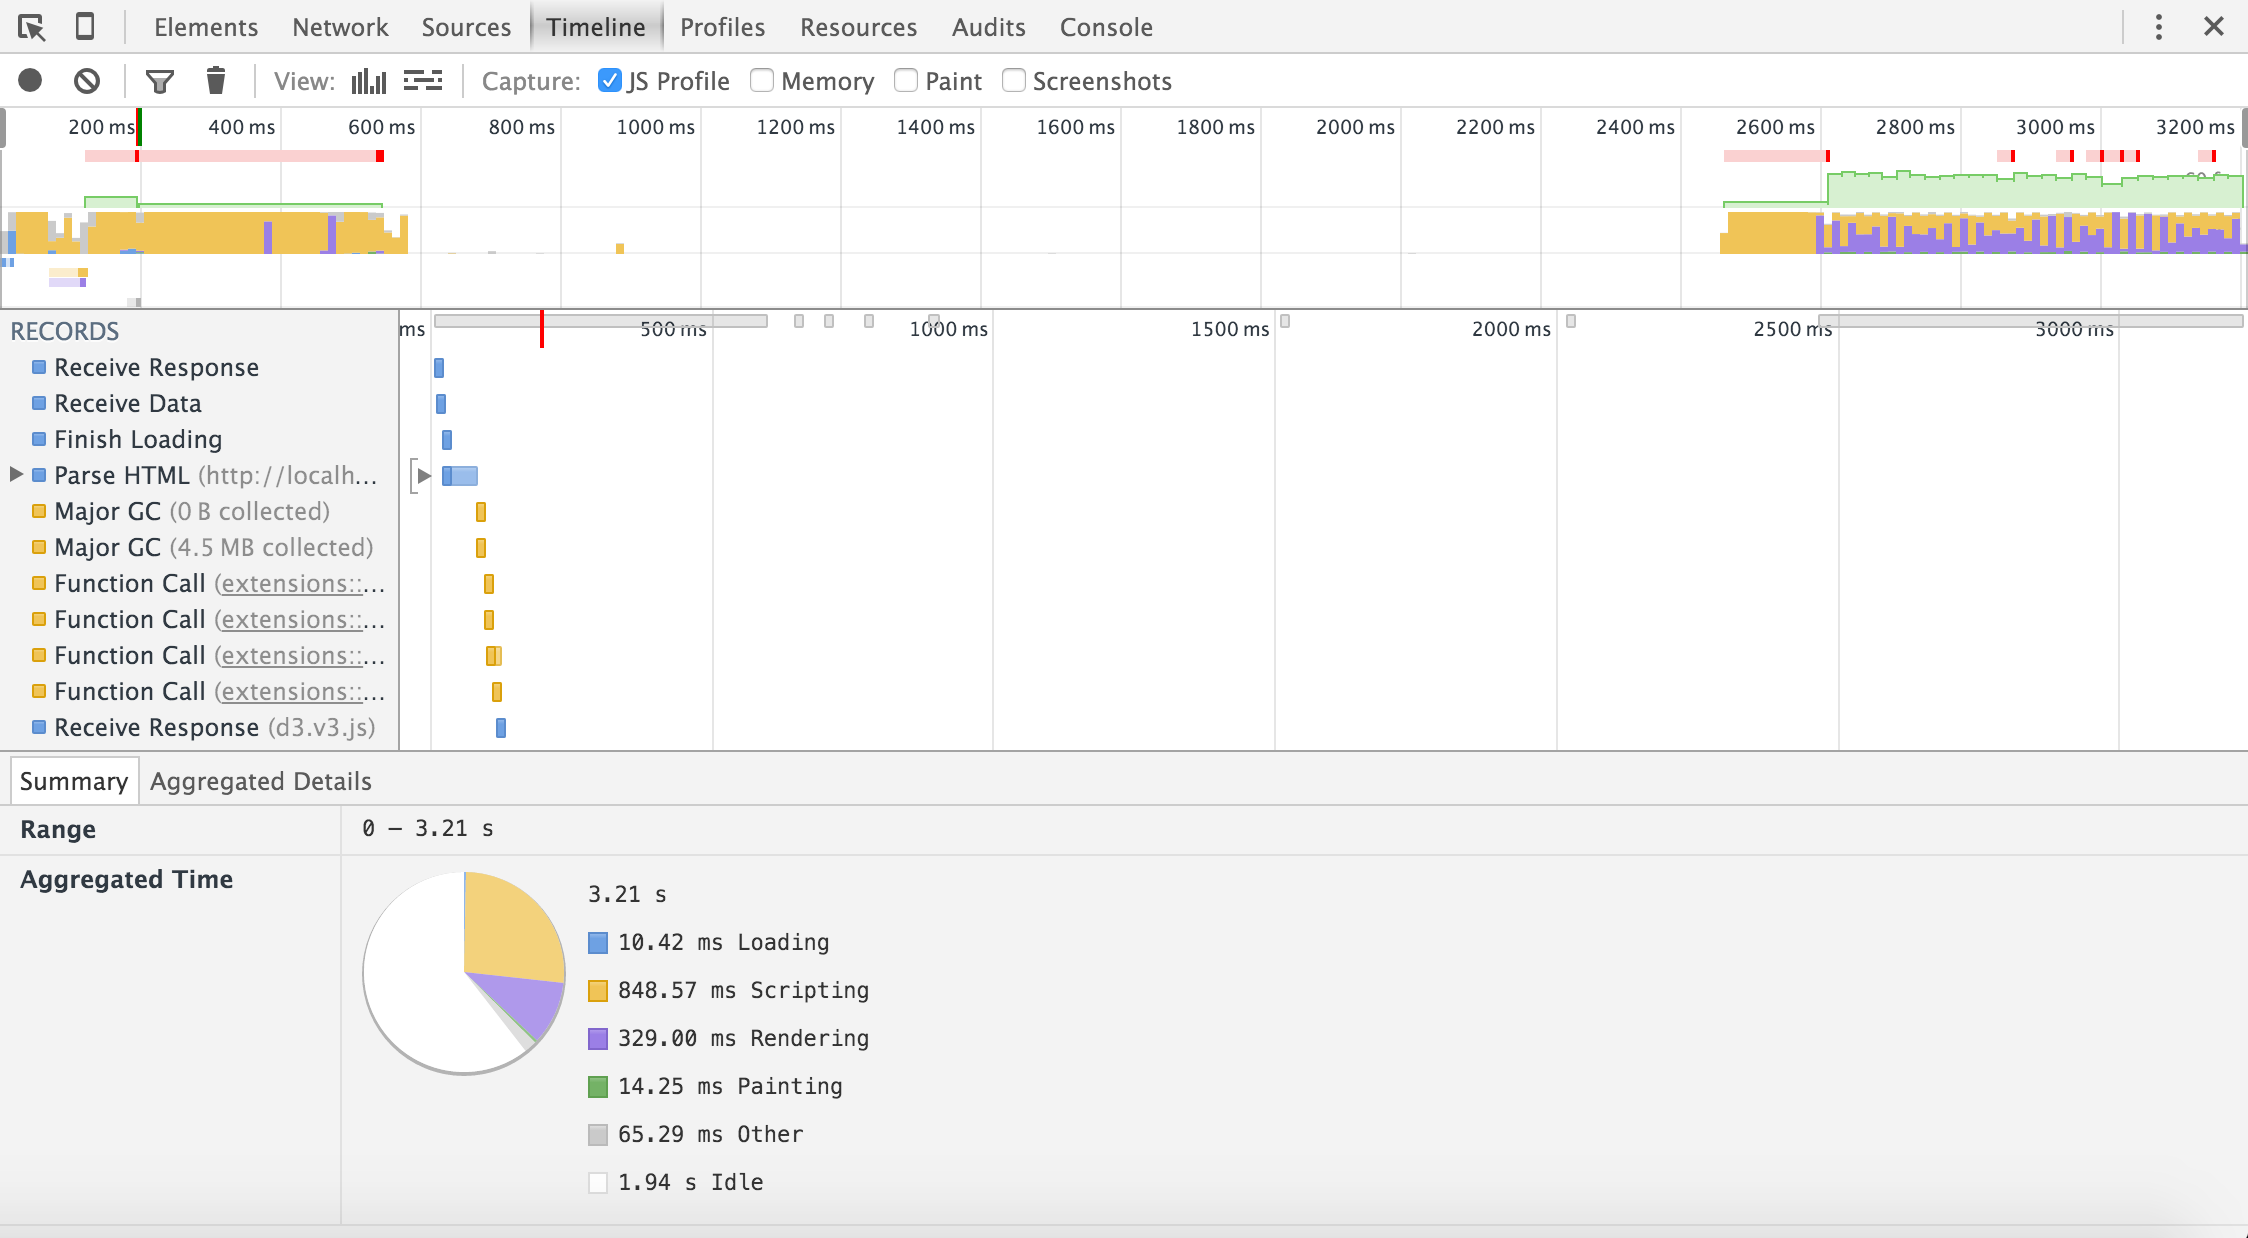 Elements Network Sources Timeline Profiles Resources Audits Console
View: Capture: JS Profile Memory Paint Screenshots
200 ms 400 ms 600 ms 800 ms 1000 ms 1200 ms 1400 ms 1600 ms 1800 ms 2000 ms 2200 ms 2400 ms 2600 ms 2800 ms 3000 ms 3200 ms
RECORDS ms 500 ms 1000 ms 1500 ms 2000 ms 2500 ms 3000 ms
Receive Response
Receive Data
Finish Loading
Parse HTML (http://localh...
Major GC (0 B collected)
Major GC (4.5 MB collected)
Function Call (extensions::...
Function Call (extensions::...
Function Call (extensions::...
Function Call (extensions::...
Receive Response (d3.v3.js)
Summary Aggregated Details
Range 0 – 3.21 s
Aggregated Time
3.21 s
10.42 ms Loading
848.57 ms Scripting
329.00 ms Rendering
14.25 ms Painting
65.29 ms Other
1.94 s Idle